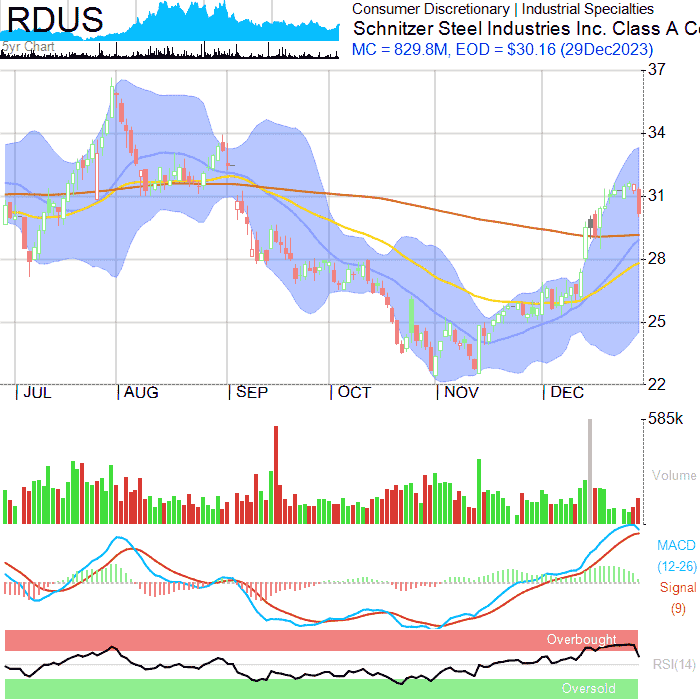 RDUS
5yr Chart
Consumer Discretionary | Industrial Specialties
Schnitzer Steel Industries Inc. Class A Co
MC = 829.8M, EOD = $30.16 (29Dec2023)
37
34
31
28
25
22
JUL AUG SEP OCT NOV DEC
585k
Volume
MACD
(12-26)
Signal
(9)
Overbought
RSI(14)
Oversold